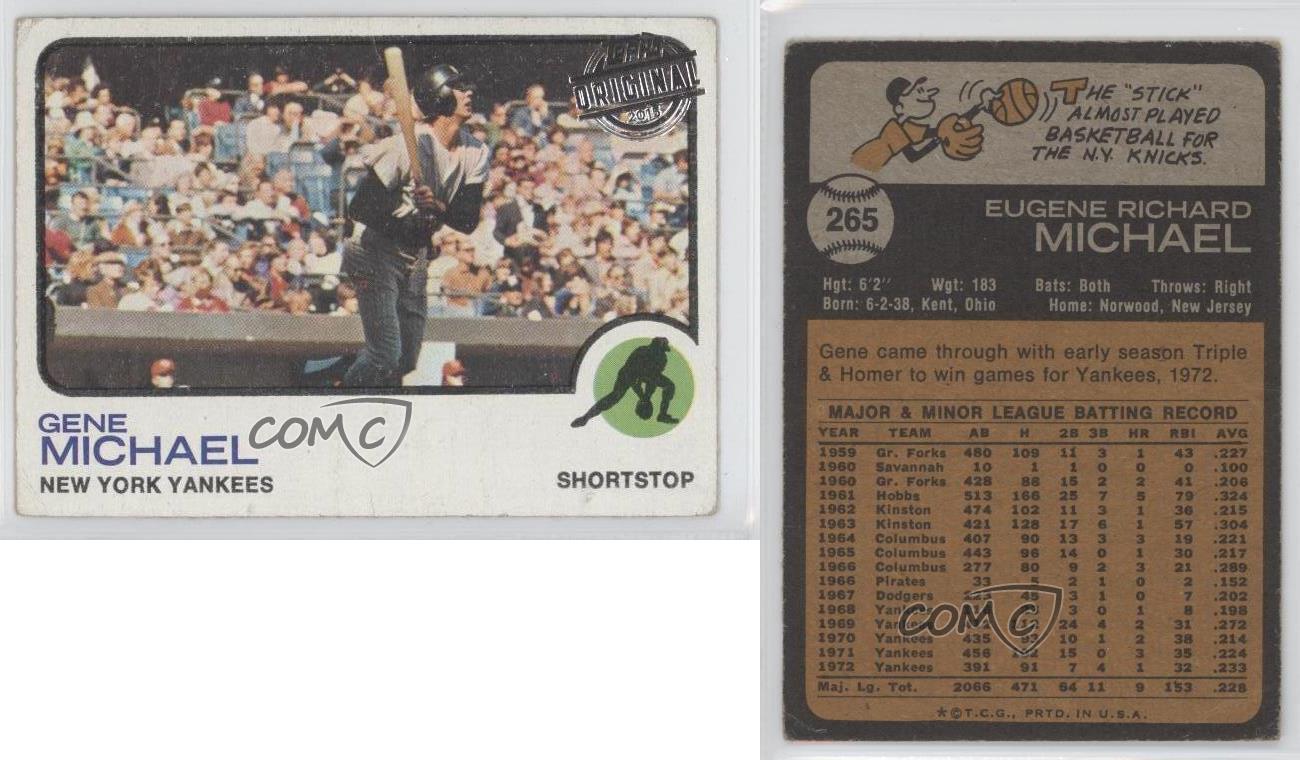 ORIGINAL
2015
GENE
MICHAEL
NEW YORK YANKEES
SHORTSTOP
COMC
THE "STICK"
ALMOST PLAYED
BASKETBALL FOR
THE N.Y. KNICKS.
265
EUGENE RICHARD
MICHAEL
Hgt: 6'2" Wgt: 183 Bats: Both Throws: Right
Born: 6-2-38, Kent, Ohio Home: Norwood, New Jersey
Gene came through with early season Triple
& Homer to win games for Yankees, 1972.
MAJOR & MINOR LEAGUE BATTING RECORD
YEAR TEAM AB H 2B 3B HR RBI AVG
1959 Gr. Forks 480 109 11 3 1 43 .227
1960 Savannah 10 1 1 0 0 0 .100
1960 Gr. Forks 428 88 15 2 2 41 .206
1961 Hobbs 513 166 25 7 5 79 .324
1962 Kinston 474 102 11 3 1 36 .215
1963 Kinston 421 128 17 6 1 57 .304
1964 Columbus 407 90 13 3 3 19 .221
1965 Columbus 443 96 14 0 1 30 .217
1966 Columbus 277 80 9 2 3 21 .289
1966 Pirates 33 5 2 1 0 2 .152
1967 Dodgers 45 3 1 0 7 .202
1968 Yankees 3 0 1 8 .198
1969 Yankees 24 4 2 31 .272
1970 Yankees 435 93 10 1 2 38 .214
1971 Yankees 456 15 0 3 35 .224
1972 Yankees 391 91 7 4 1 32 .233
Maj. Lg. Tot. 2066 471 64 11 9 153 .228
COMC
*©T.C.G., PRTD. IN U.S.A.